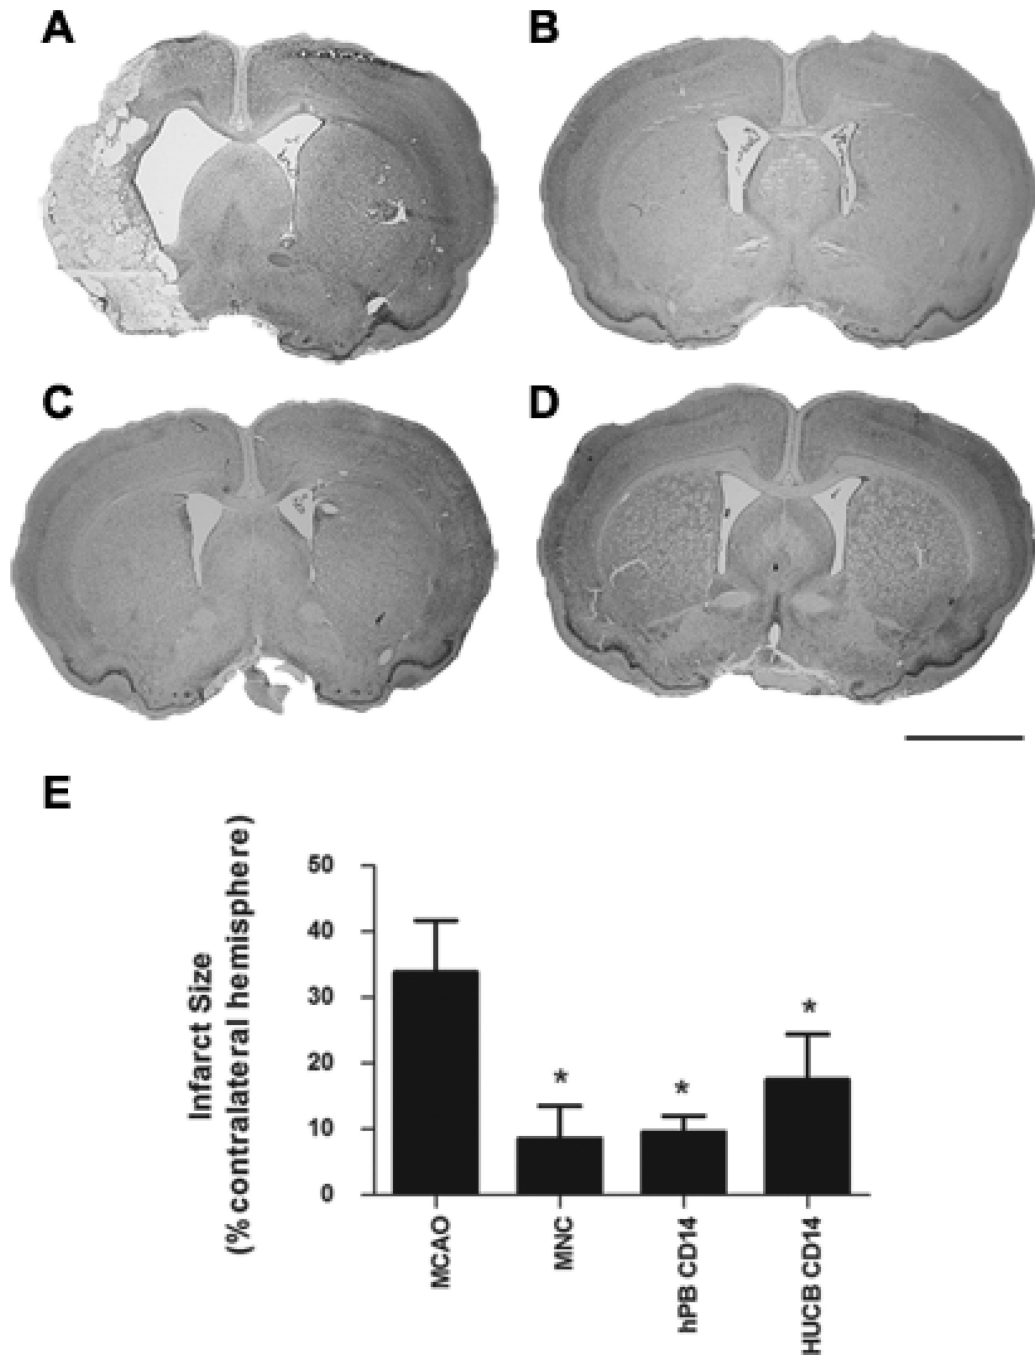 A
B
C
D
E
Infarct Size
(% contralateral hemisphere)
50
40
30
20
10
0
*
*
*
MCAO
MNC
hPB CD14
HUCB CD14